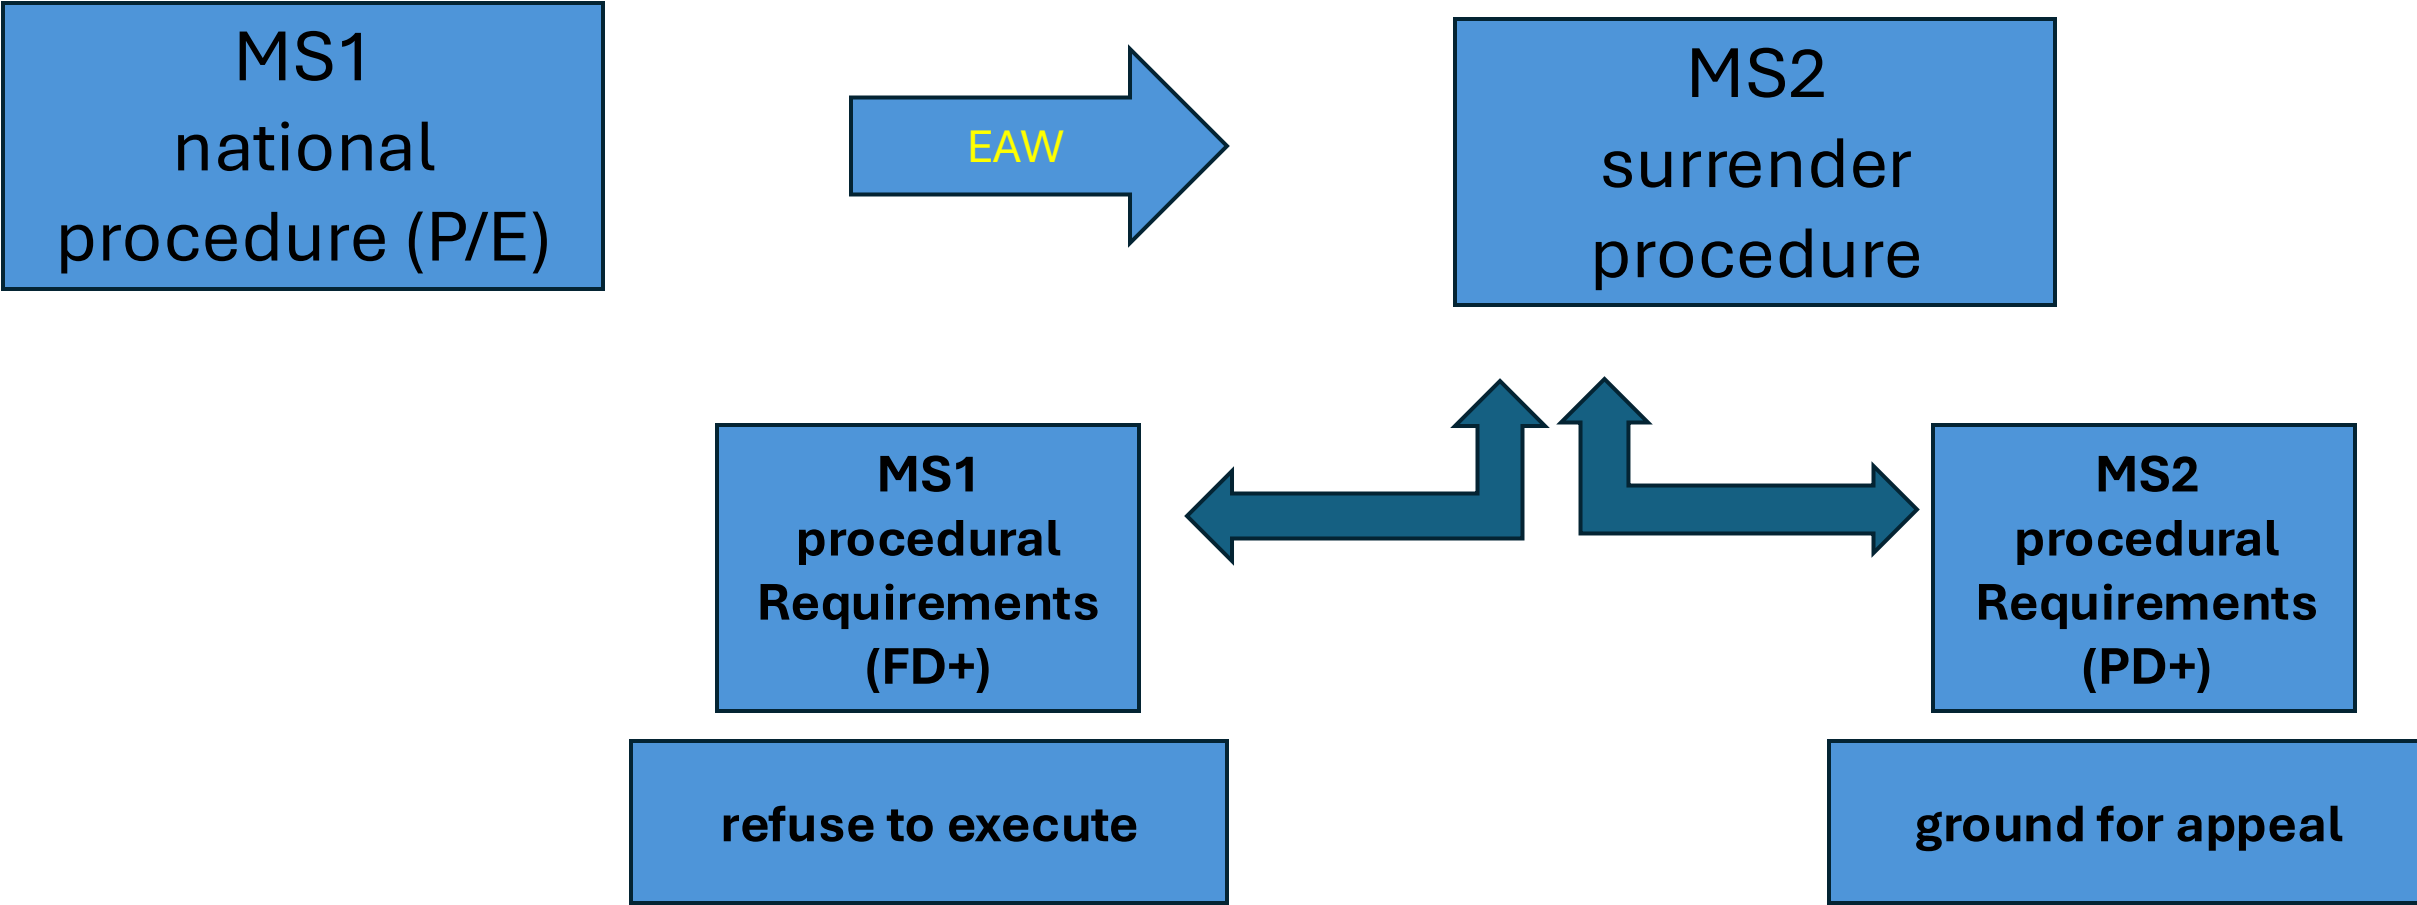 MS1
national
procedure (P/E)
EAW
MS2
surrender
procedure
MS1
procedural
Requirements
(FD+)
MS2
procedural
Requirements
(PD+)
refuse to execute
ground for appeal